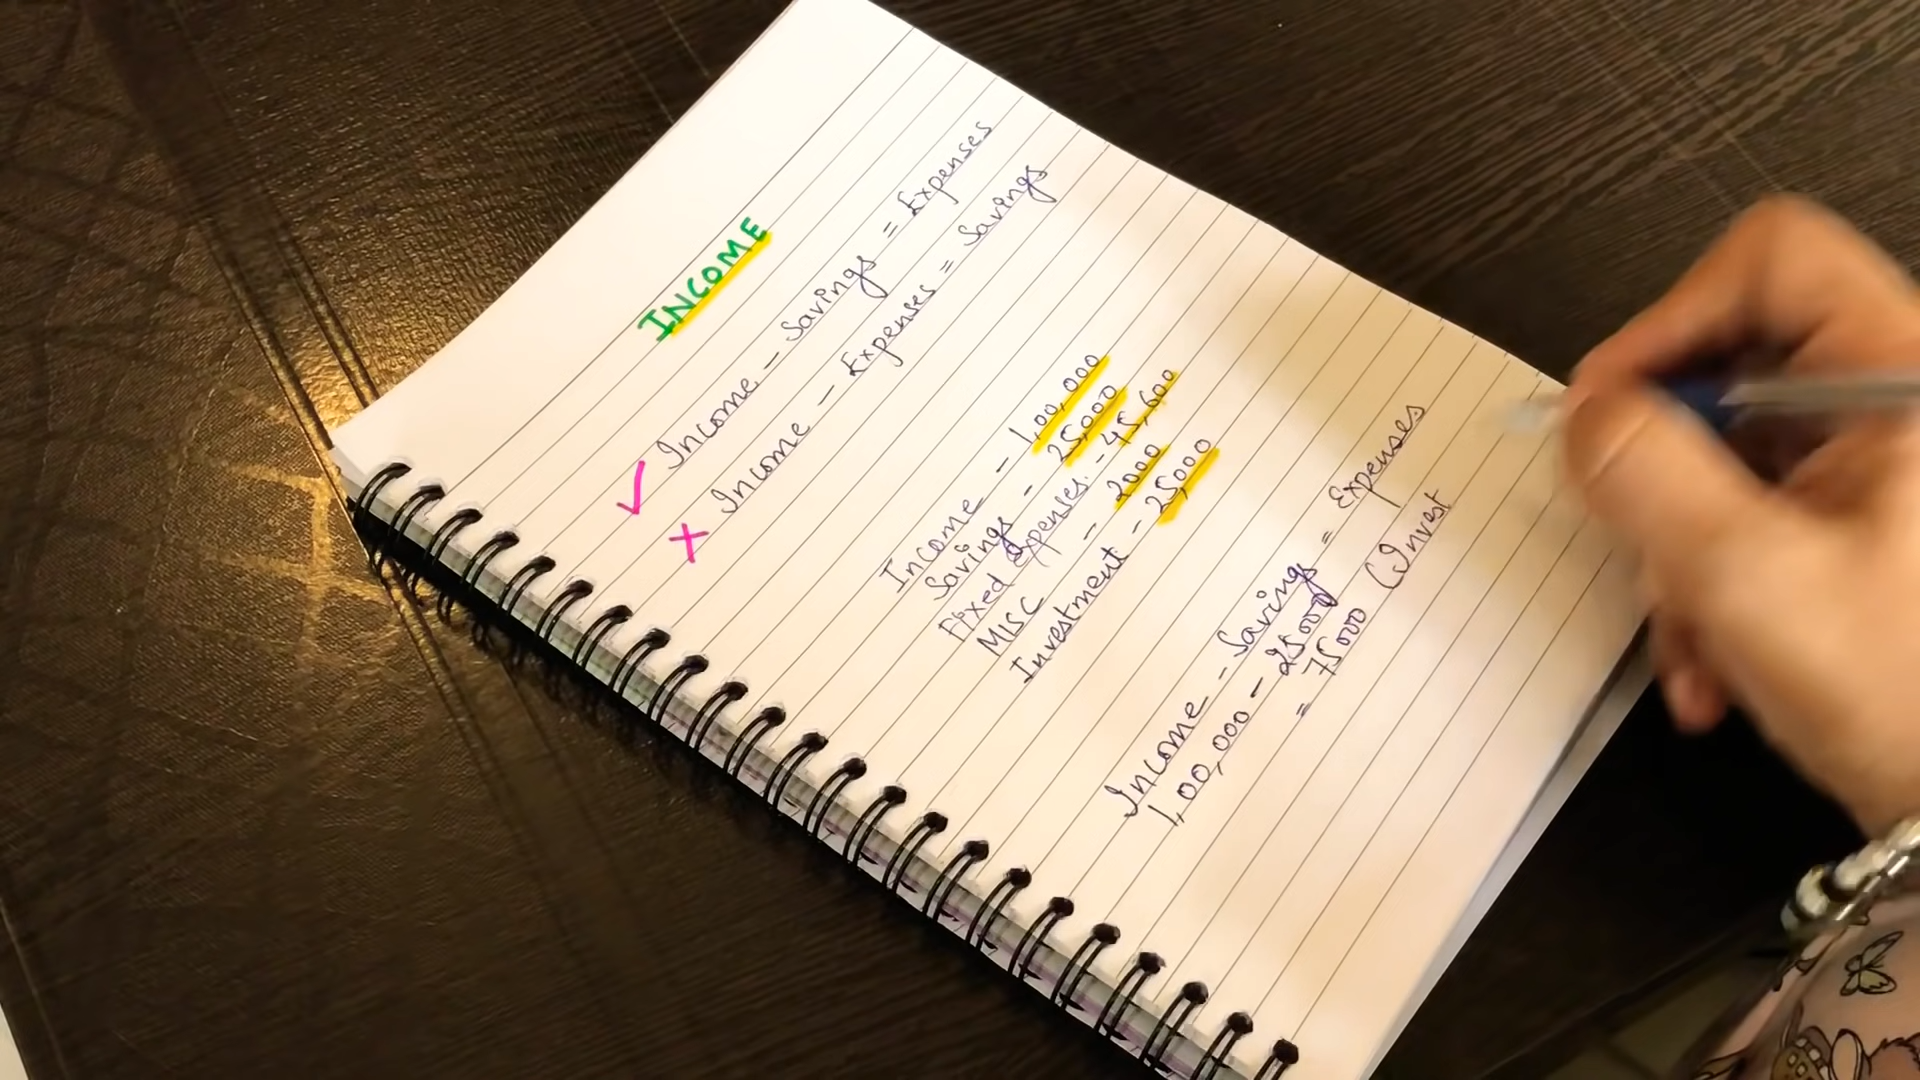 INCOME
✓ Income - Savings = Expenses
× Income - Expenses = Savings
Income - 1,00,000
Savings - 25,000
Fixed Expenses. - 45,600
MISC - 2000
Investment - 25,000
Income - Savings = Expenses
1,00,000 - 25000
= 75000 (Invest